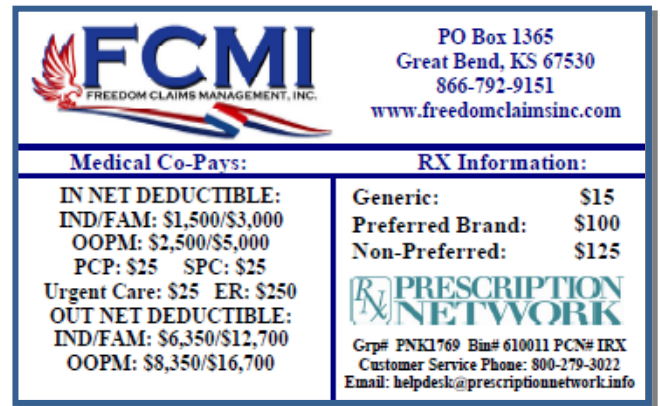 FCMI
FREEDOM CLAIMS MANAGEMENT, INC.
PO Box 1365
Great Bend, KS 67530
866-792-9151
www.freedomclaimsinc.com
Medical Co-Pays:
IN NET DEDUCTIBLE:
IND/FAM: $1,500/$3,000
OOPM: $2,500/$5,000
PCP: $25 SPC: $25
Urgent Care: $25 ER: $250
OUT NET DEDUCTIBLE:
IND/FAM: $6,350/$12,700
OOPM: $8,350/$16,700
RX Information:
Generic: $15
Preferred Brand: $100
Non-Preferred: $125
Rx PRESCRIPTION
NETWORK
Grp# PNK1769 Bin# 610011 PCN# IRX
Customer Service Phone: 800-279-3022
Email: helpdesk@prescriptionnetwork.info